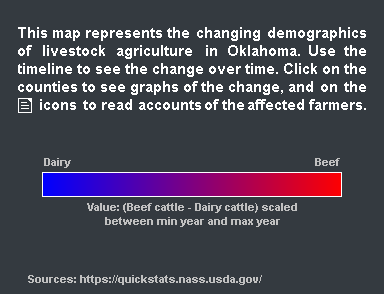 This map represents the changing demographics
of livestock agriculture in Oklahoma. Use the
timeline to see the change over time. Click on the
counties to see graphs of the change, and on the
icons to read accounts of the affected farmers.
Dairy Beef
Value: (Beef cattle - Dairy cattle) scaled
between min year and max year
Sources: https://quickstats.nass.usda.gov/